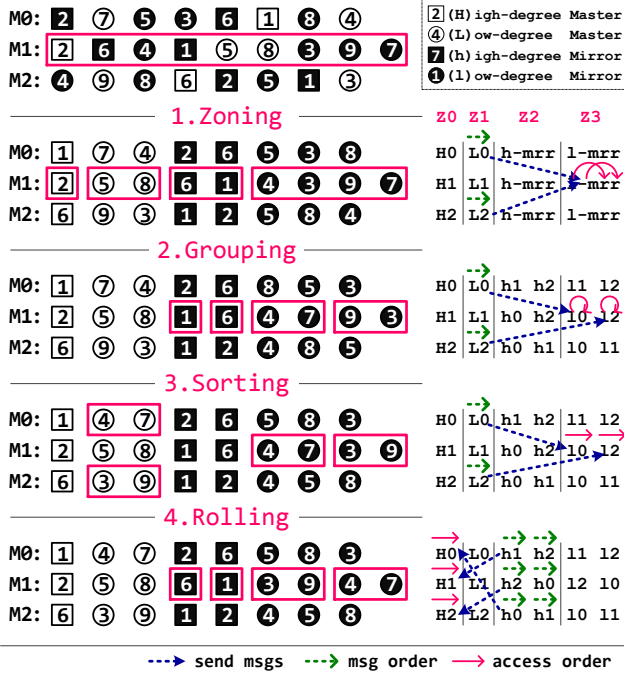 M0: 2 7 5 3 6 1 8 4
M1: 2 6 4 1 5 8 3 9 7
M2: 4 9 8 6 2 5 1 3
2 (H)igh-degree Master
4 (L)ow-degree Master
7 (h)igh-degree Mirror
1 (l)ow-degree Mirror
1.Zoning
Z0 Z1 Z2 Z3
M0: 1 7 4 2 6 5 3 8
H0 L0 h-mrr l-mrr
M1: 2 5 8 6 1 4 3 9 7
H1 L1 h-mrr l-mrr
M2: 6 9 3 1 2 5 8 4
H2 L2 h-mrr l-mrr
2.Grouping
M0: 1 7 4 2 6 8 5 3
H0 L0 h1 h2 l1 l2
M1: 2 5 8 1 6 4 7 9 3
H1 L1 h0 h2 l0 l2
M2: 6 9 3 1 2 4 8 5
H2 L2 h0 h1 l0 l1
3.Sorting
M0: 1 4 7 2 6 5 8 3
H0 L0 h1 h2 l1 l2
M1: 2 5 8 1 6 4 7 3 9
H1 L1 h0 h2 l0 l2
M2: 6 3 9 1 2 4 5 8
H2 L2 h0 h1 l0 l1
4.Rolling
M0: 1 4 7 2 6 5 8 3
H0 L0 h1 h2 l1 l2
M1: 2 5 8 6 1 3 9 4 7
H1 L1 h2 h0 l2 l0
M2: 6 3 9 1 2 4 5 8
H2 L2 h0 h1 l0 l1
send msgs msg order access order